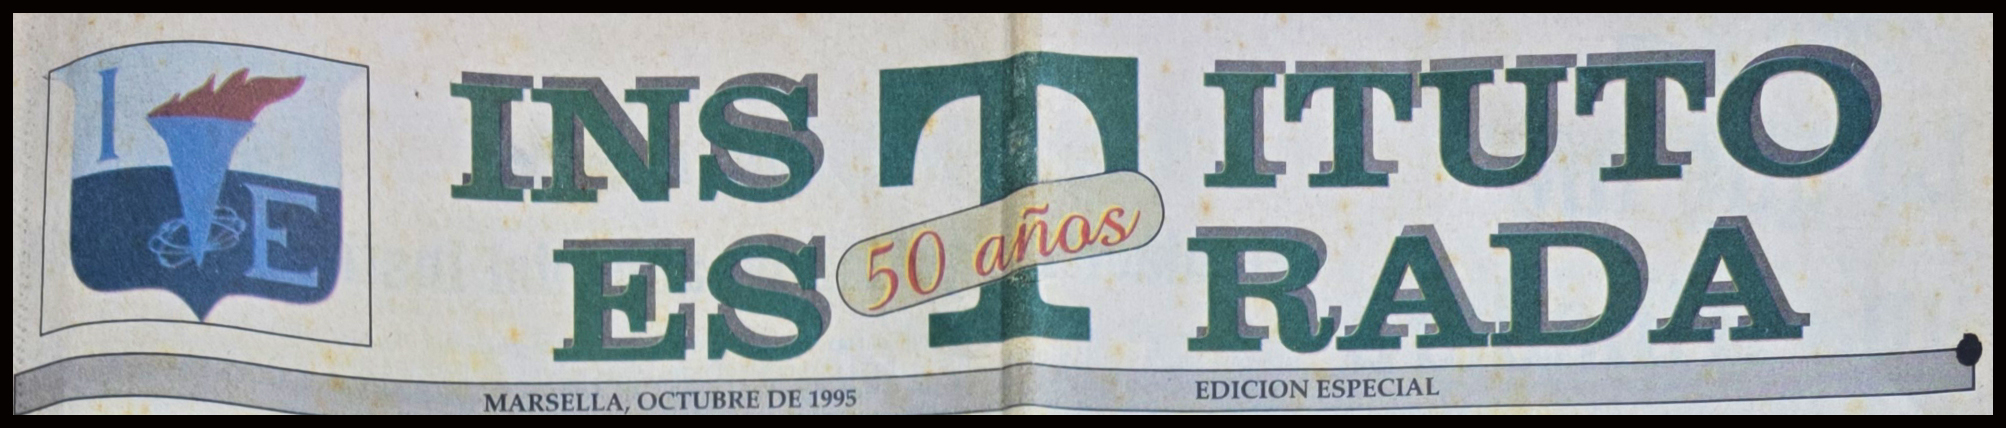 I E
INSTITUTO
ESTRADA
50 años
MARSELLA, OCTUBRE DE 1995
EDICION ESPECIAL